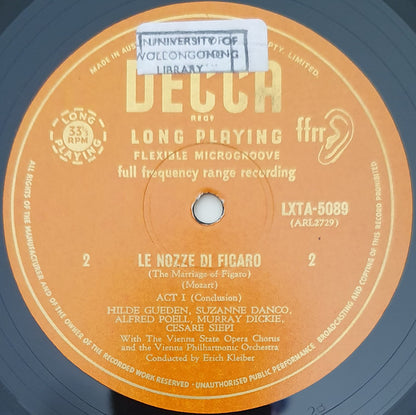 MADE IN AUST
PTY. LIMITED.
UNIVERSITY OF
WOLLONGONG
LIBRARY
DECCA
REGD
LONG PLAYING
FLEXIBLE MICROGROOVE
full frequency range recording
LONG
33⅓
RPM
PLAYING
ffrr
LXTA-5089
(ARL2729)
2
LE NOZZE DI FIGARO
2
(The Marriage of Figaro)
(Mozart)
ACT I (Conclusion)
HILDE GUEDEN, SUZANNE DANCO,
ALFRED POELL, MURRAY DICKIE,
CESARE SIEPI
With The Vienna State Opera Chorus
and the Vienna Philharmonic Orchestra
Conducted by Erich Kleiber
ALL RIGHTS OF THE MANUFACTURER AND OF THE OWNER OF THE RECORDED WORK RESERVED · UNAUTHORISED PUBLIC PERFORMANCE BROADCASTING AND COPYING OF THIS RECORD PROHIBITED